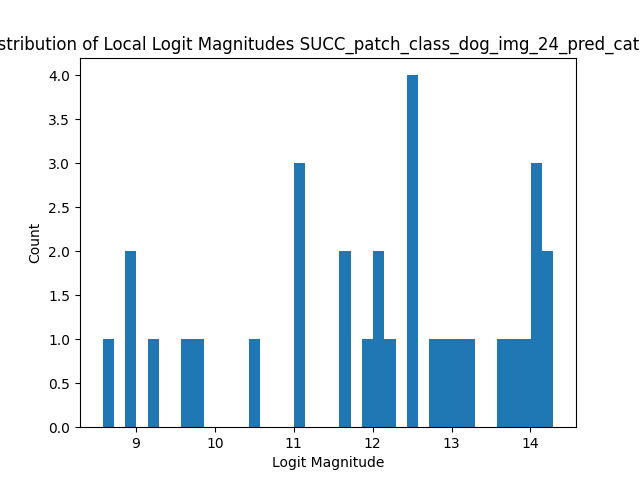 stribution of Local Logit Magnitudes SUCC_patch_class_dog_img_24_pred_cat
4.0
3.5
3.0
2.5
2.0
1.5
1.0
0.5
0.0
Count
9 10 11 12 13 14
Logit Magnitude